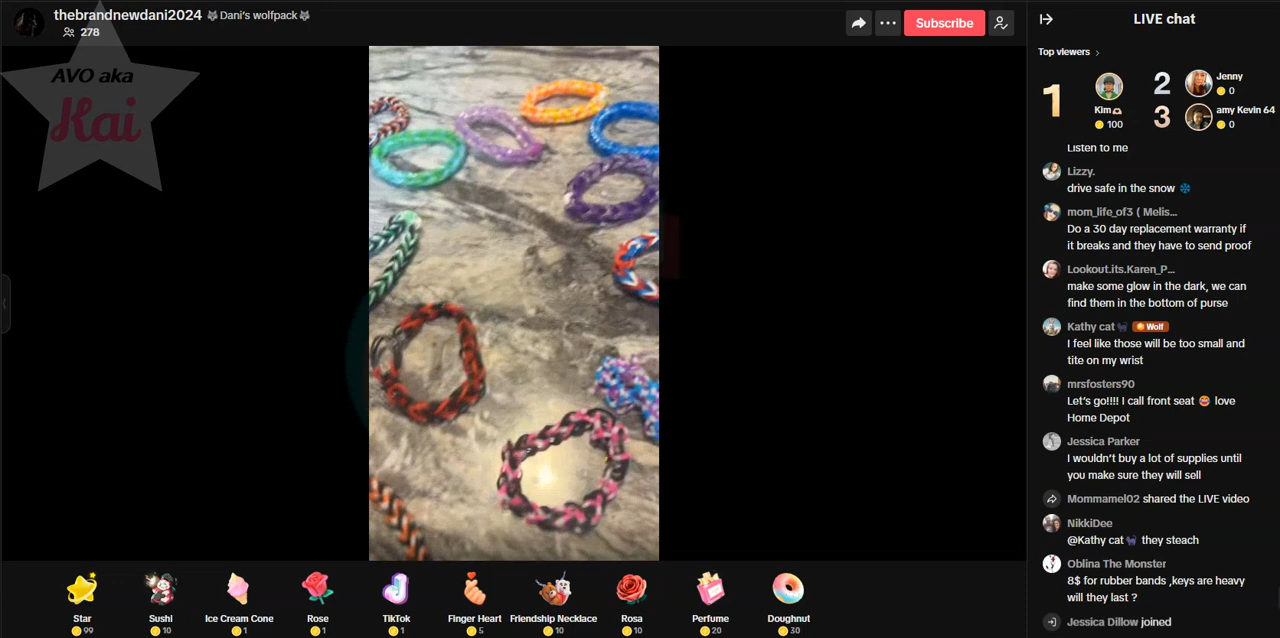 thebrandnewdani2024 🐺Dani's wolfpack🐺
278
Subscribe
AVO aka
Kai
LIVE chat
Top viewers
1
Kim
100
2
Jenny
0
3
amy Kevin 64
0
Listen to me
Lizzy.
drive safe in the snow ❄️
mom_life_of3 ( Melis...
Do a 30 day replacement warranty if
it breaks and they have to send proof
Lookout.its.Karen_P...
make some glow in the dark, we can
find them in the bottom of purse
Kathy cat🐈‍⬛ Wolf
I feel like those will be too small and
tite on my wrist
mrsfosters90
Let's go!!!! I call front seat 😂 love
Home Depot
Jessica Parker
I wouldn't buy a lot of supplies until
you make sure they will sell
Mommamel02 shared the LIVE video
NikkiDee
@Kathy cat🐈‍⬛ they steach
Oblina The Monster
8$ for rubber bands ,keys are heavy
will they last ?
Jessica Dillow joined
Star
99
Sushi
10
Ice Cream Cone
1
Rose
1
TikTok
1
Finger Heart
5
Friendship Necklace
10
Rosa
10
Perfume
20
Doughnut
30